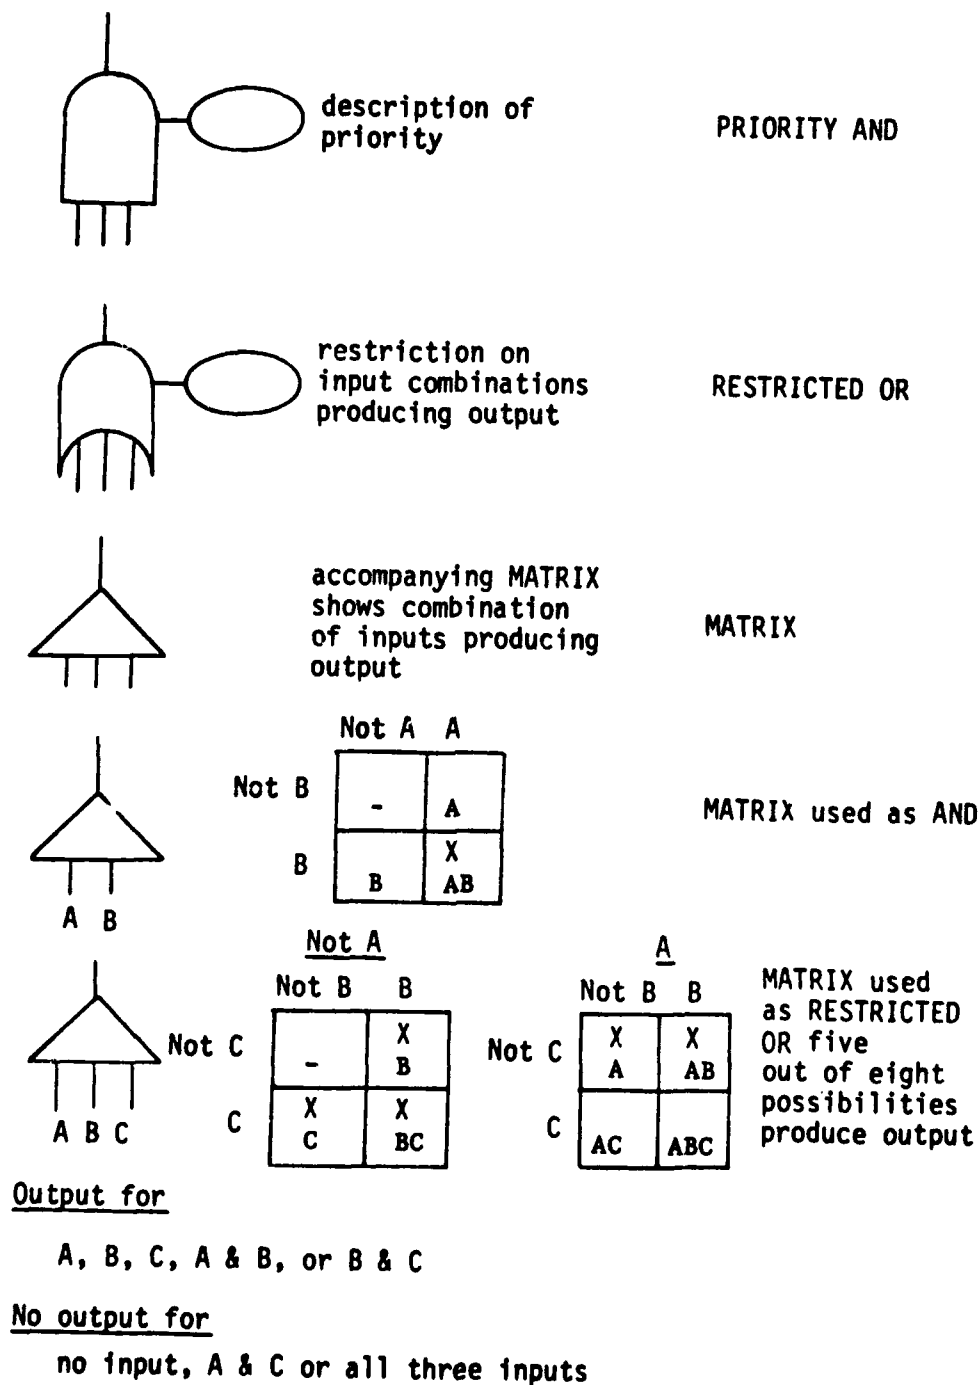 description of
priority
PRIORITY AND
restriction on
input combinations
producing output
RESTRICTED OR
accompanying MATRIX
shows combination
of inputs producing
output
MATRIX
Not A A
Not B
- A
B
X
B AB
A B
MATRIX used as AND
Not A
Not B B
Not C
X
- B
C
X X
C BC
A B C
A
Not B B
Not C
X X
A AB
C
AC ABC
MATRIX used
as RESTRICTED
OR five
out of eight
possibilities
produce output
Output for
A, B, C, A & B, or B & C
No output for
no input, A & C or all three inputs